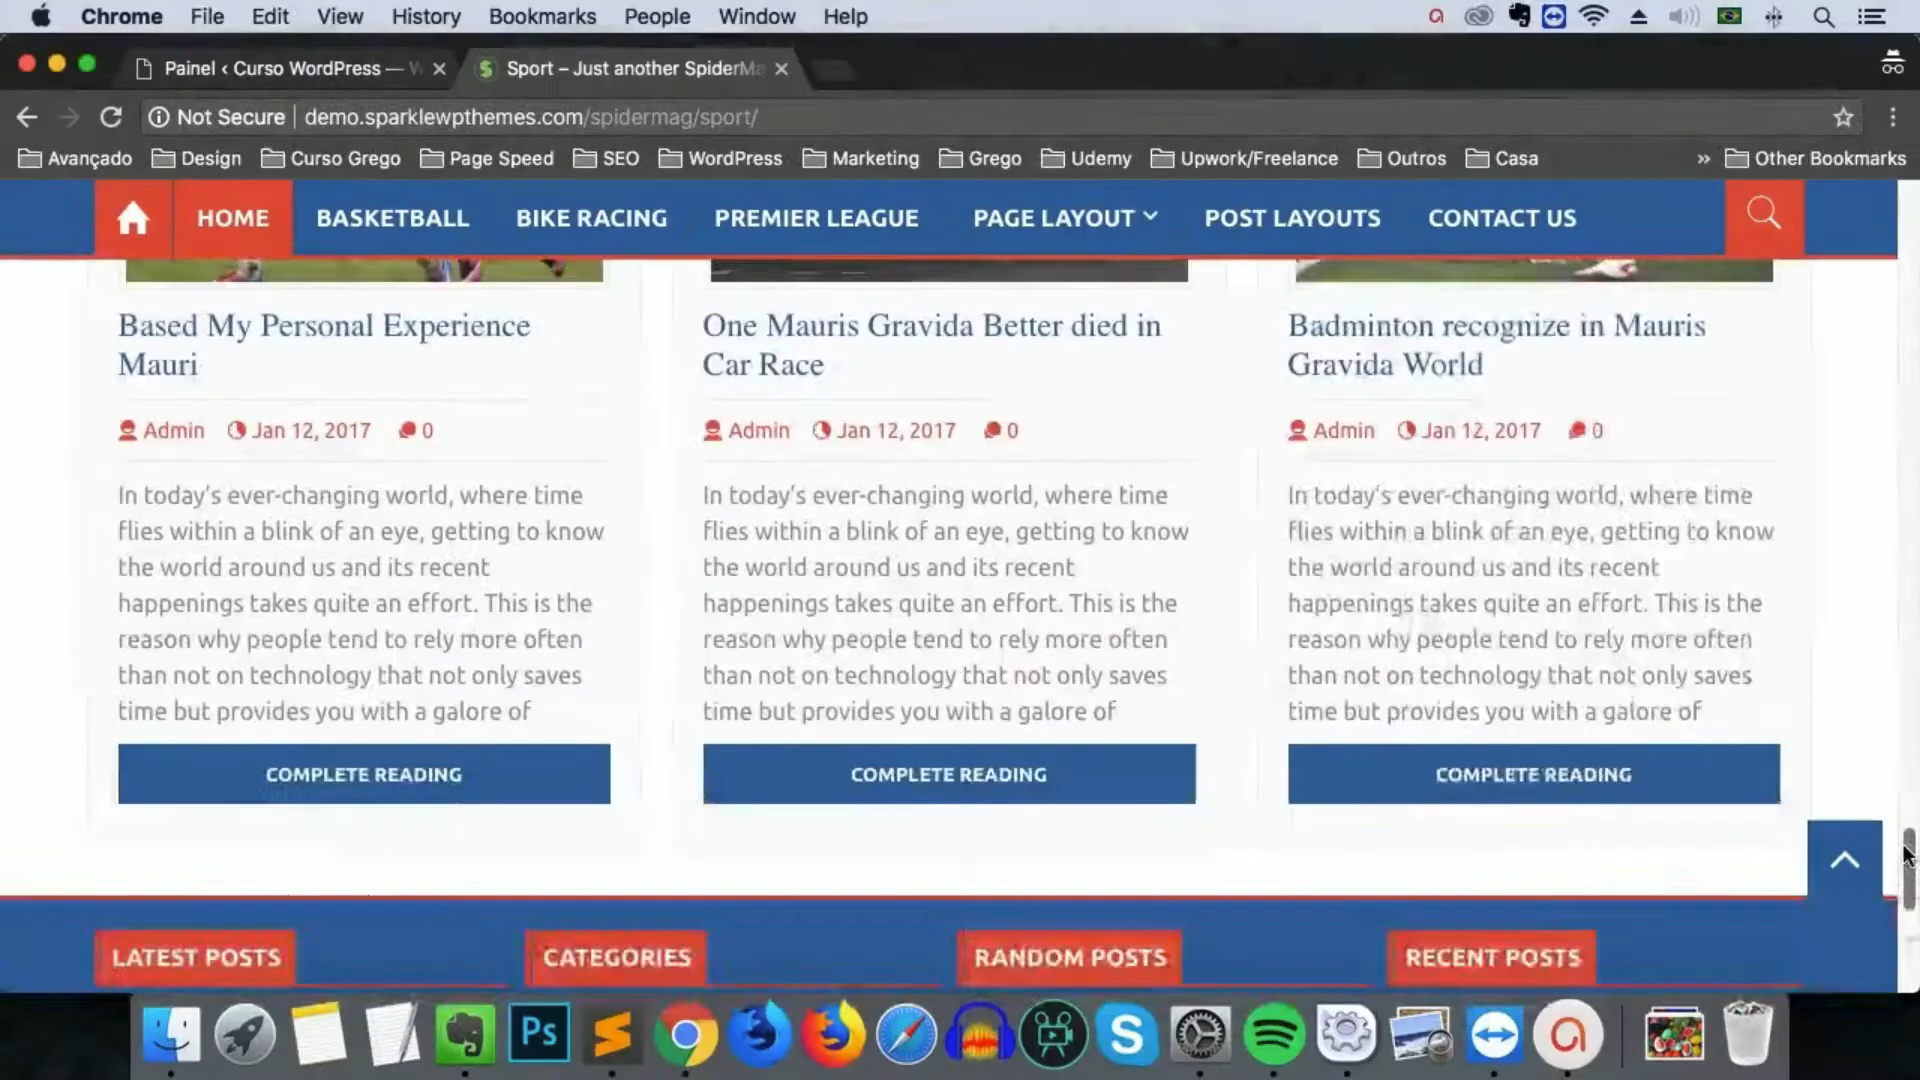 Chrome File Edit View History Bookmarks People Window Help
Painel ‹ Curso WordPress — W
Sport – Just another SpiderMa
Not Secure | demo.sparklewpthemes.com/spidermag/sport/
Avançado Design Curso Grego Page Speed SEO WordPress Marketing Grego Udemy Upwork/Freelance Outros Casa » Other Bookmarks
HOME BASKETBALL BIKE RACING PREMIER LEAGUE PAGE LAYOUT POST LAYOUTS CONTACT US
Based My Personal Experience
Mauri
Admin Jan 12, 2017 0
In today's ever-changing world, where time
flies within a blink of an eye, getting to know
the world around us and its recent
happenings takes quite an effort. This is the
reason why people tend to rely more often
than not on technology that not only saves
time but provides you with a galore of
COMPLETE READING
One Mauris Gravida Better died in
Car Race
Admin Jan 12, 2017 0
In today's ever-changing world, where time
flies within a blink of an eye, getting to know
the world around us and its recent
happenings takes quite an effort. This is the
reason why people tend to rely more often
than not on technology that not only saves
time but provides you with a galore of
COMPLETE READING
Badminton recognize in Mauris
Gravida World
Admin Jan 12, 2017 0
In today's ever-changing world, where time
flies within a blink of an eye, getting to know
the world around us and its recent
happenings takes quite an effort. This is the
reason why people tend to rely more often
than not on technology that not only saves
time but provides you with a galore of
COMPLETE READING
LATEST POSTS CATEGORIES RANDOM POSTS RECENT POSTS
Ps